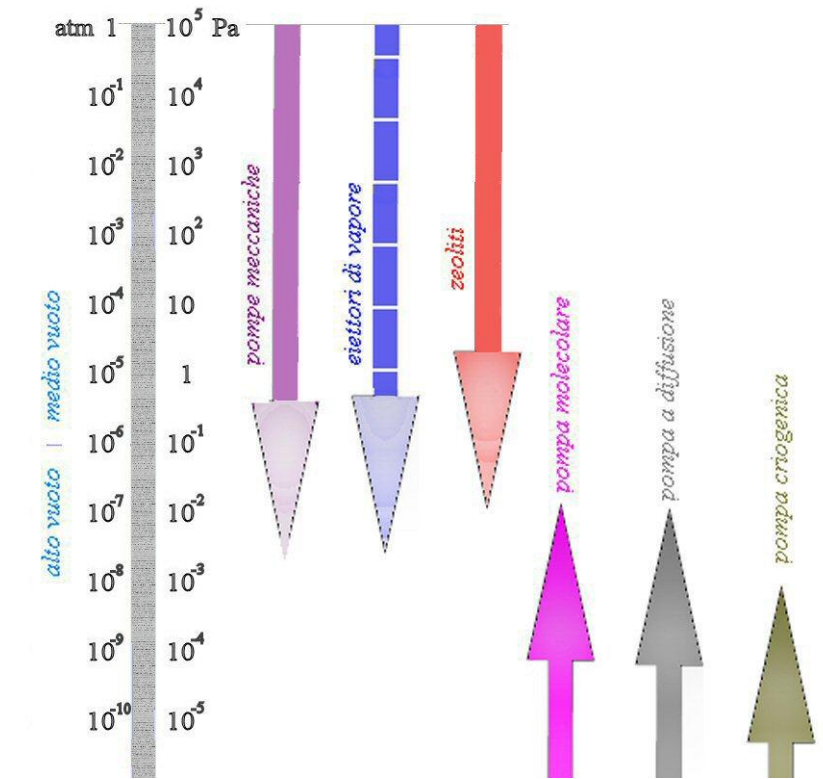 atm 1 10⁵ Pa
10⁻¹ 10⁴
10⁻² 10³
10⁻³ 10²
10⁻⁴ 10
10⁻⁵ 1
10⁻⁶ 10⁻¹
10⁻⁷ 10⁻²
10⁻⁸ 10⁻³
10⁻⁹ 10⁻⁴
10⁻¹⁰ 10⁻⁵
alto vuoto | medio vuoto
pompe meccaniche
eiettori di vapore
zeoliti
pompa molecolare
pompa a diffusione
pompa criogenica